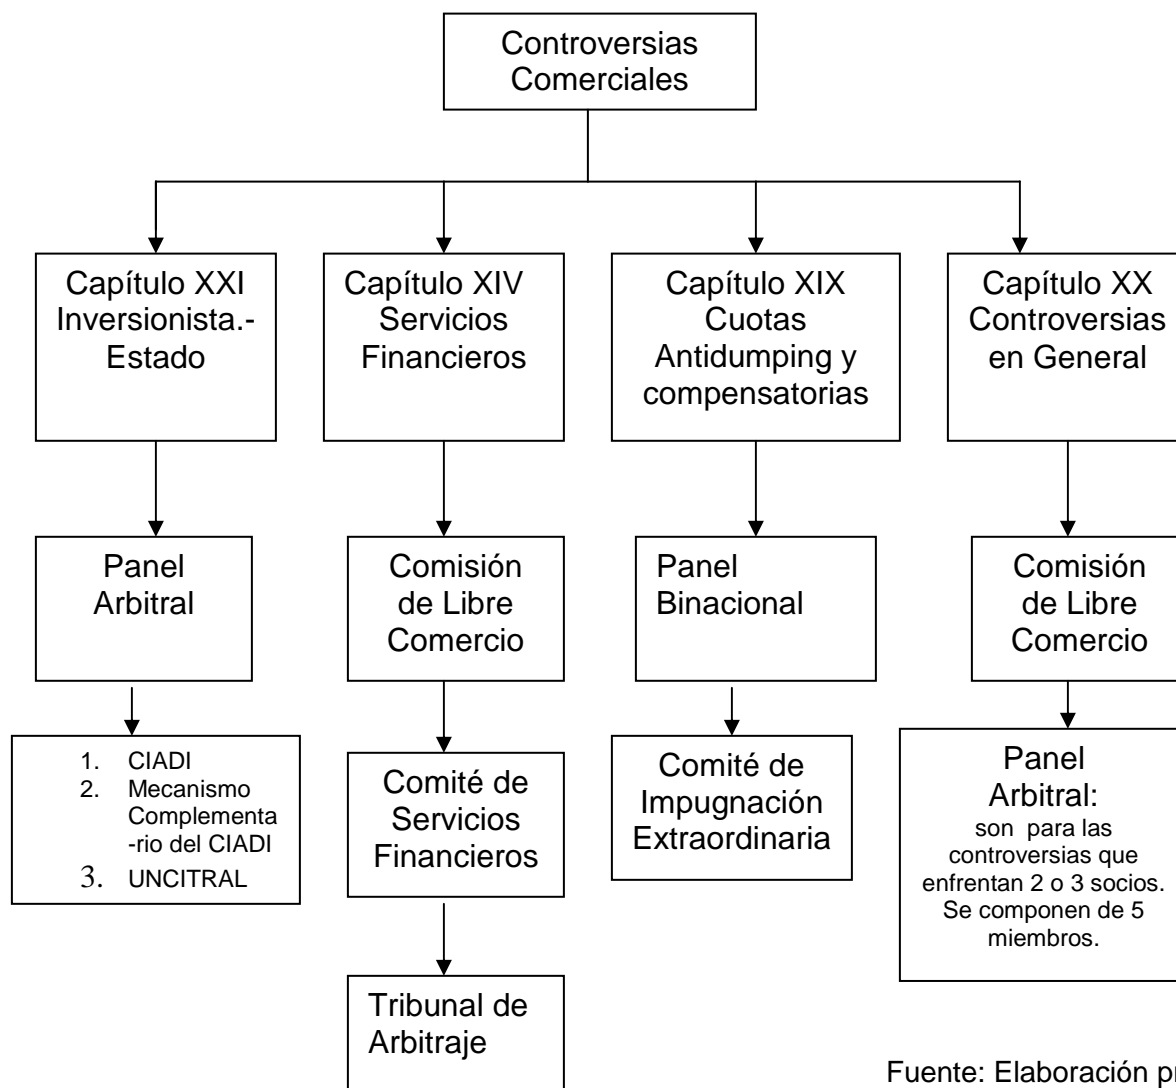 Controversias
Comerciales
Capítulo XXI
Inversionista.-
Estado
Capítulo XIV
Servicios
Financieros
Capítulo XIX
Cuotas
Antidumping y
compensatorias
Capítulo XX
Controversias
en General
Panel
Arbitral
Comisión
de Libre
Comercio
Panel
Binacional
Comisión
de Libre
Comercio
1. CIADI
2. Mecanismo
Complementa
-rio del CIADI
3. UNCITRAL
Comité de
Servicios
Financieros
Comité de
Impugnación
Extraordinaria
Panel
Arbitral:
son para las
controversias que
enfrentan 2 o 3 socios.
Se componen de 5
miembros.
Tribunal de
Arbitraje
Fuente: Elaboración